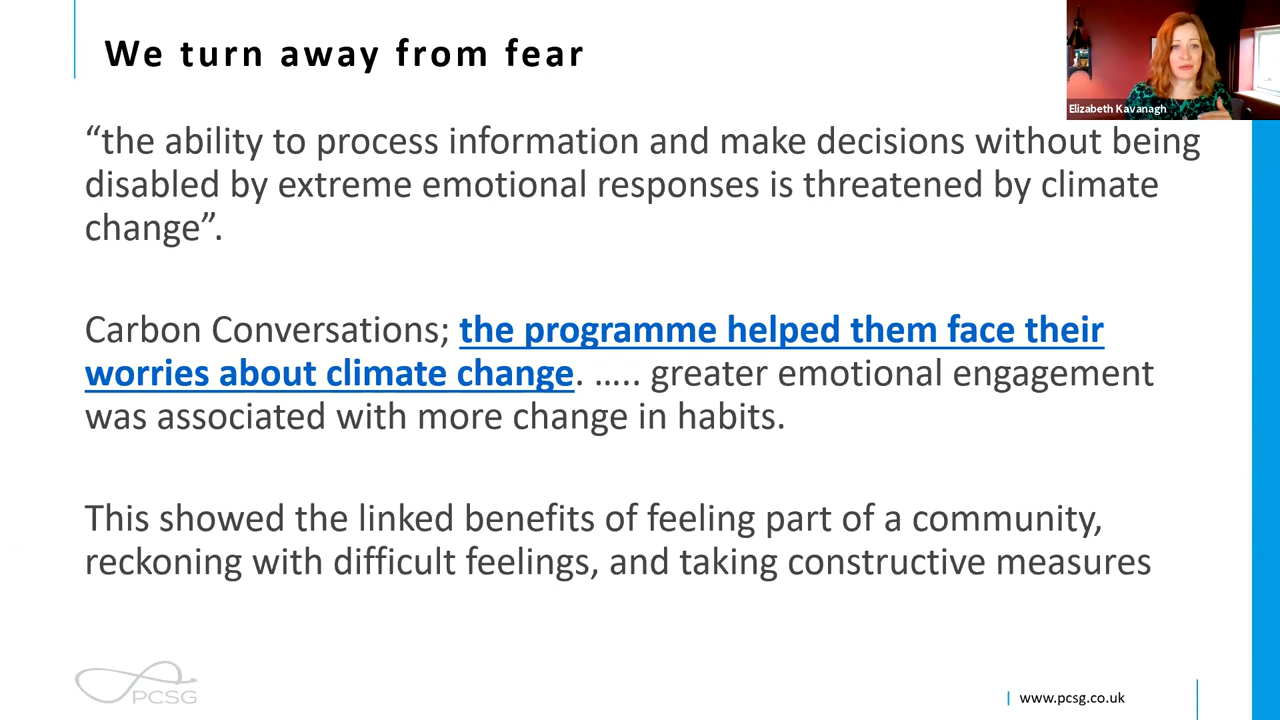 We turn away from fear
Elizabeth Kavanagh
“the ability to process information and make decisions without being
disabled by extreme emotional responses is threatened by climate
change”.
Carbon Conversations; the programme helped them face their
worries about climate change. ….. greater emotional engagement
was associated with more change in habits.
This showed the linked benefits of feeling part of a community,
reckoning with difficult feelings, and taking constructive measures
PCSG
www.pcsg.co.uk